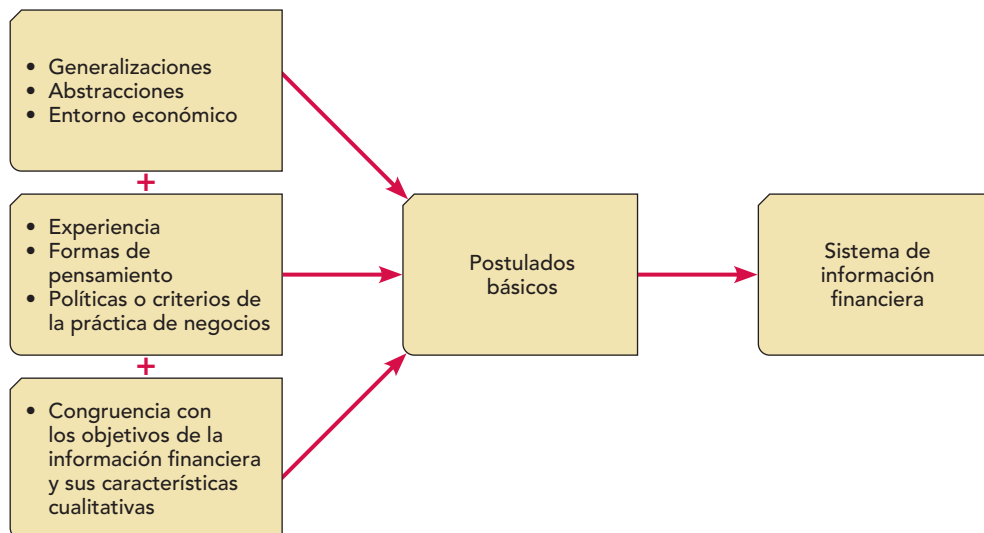 • Generalizaciones
• Abstracciones
• Entorno económico
+
• Experiencia
• Formas de
pensamiento
• Políticas o criterios de
la práctica de negocios
+
• Congruencia con
los objetivos de la
información financiera
y sus características
cualitativas
Postulados
básicos
Sistema de
información
financiera